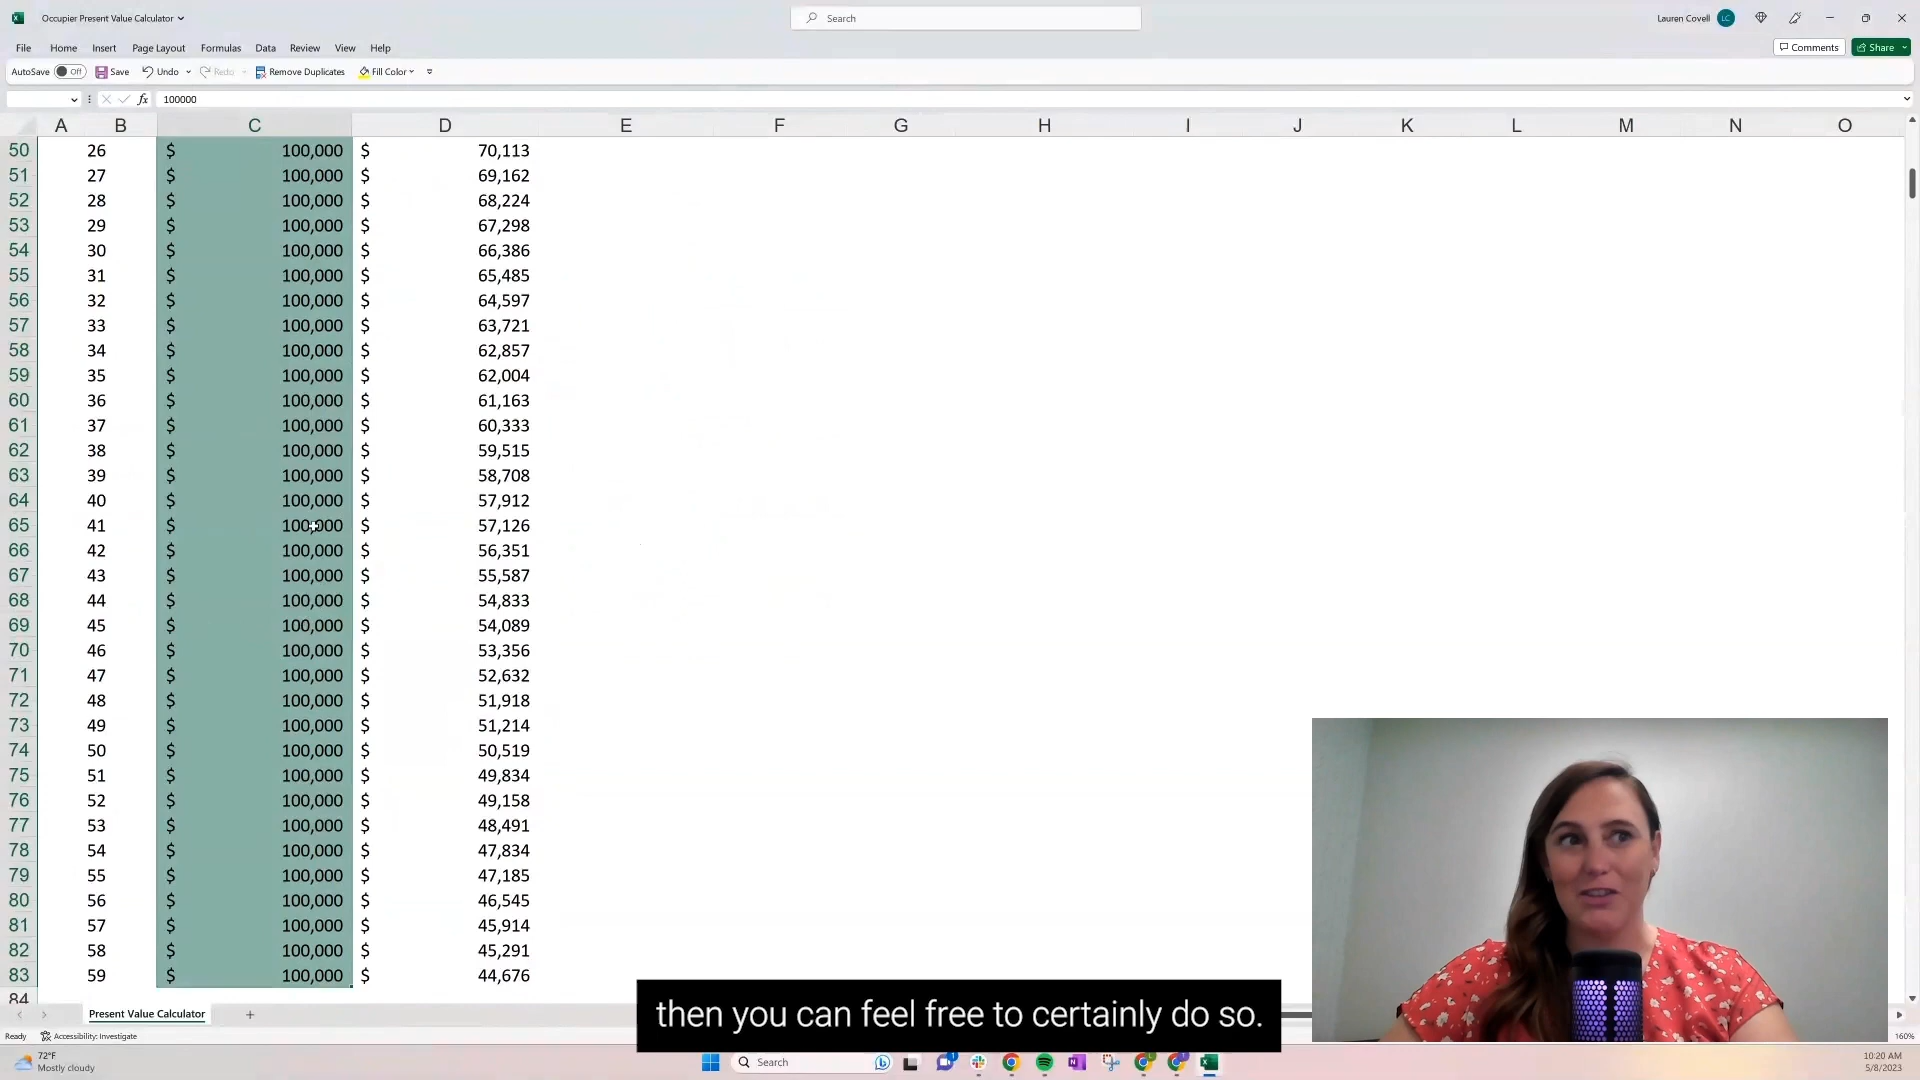 Occupier Present Value Calculator
Search
Lauren Covell LC
File Home Insert Page Layout Formulas Data Review View Help
Comments Share
AutoSave Off Save Undo Redo Remove Duplicates Fill Color
fx 100000
A B C D E F G H I J K L M N O
50 26 $ 100,000 $ 70,113
51 27 $ 100,000 $ 69,162
52 28 $ 100,000 $ 68,224
53 29 $ 100,000 $ 67,298
54 30 $ 100,000 $ 66,386
55 31 $ 100,000 $ 65,485
56 32 $ 100,000 $ 64,597
57 33 $ 100,000 $ 63,721
58 34 $ 100,000 $ 62,857
59 35 $ 100,000 $ 62,004
60 36 $ 100,000 $ 61,163
61 37 $ 100,000 $ 60,333
62 38 $ 100,000 $ 59,515
63 39 $ 100,000 $ 58,708
64 40 $ 100,000 $ 57,912
65 41 $ 100,000 $ 57,126
66 42 $ 100,000 $ 56,351
67 43 $ 100,000 $ 55,587
68 44 $ 100,000 $ 54,833
69 45 $ 100,000 $ 54,089
70 46 $ 100,000 $ 53,356
71 47 $ 100,000 $ 52,632
72 48 $ 100,000 $ 51,918
73 49 $ 100,000 $ 51,214
74 50 $ 100,000 $ 50,519
75 51 $ 100,000 $ 49,834
76 52 $ 100,000 $ 49,158
77 53 $ 100,000 $ 48,491
78 54 $ 100,000 $ 47,834
79 55 $ 100,000 $ 47,185
80 56 $ 100,000 $ 46,545
81 57 $ 100,000 $ 45,914
82 58 $ 100,000 $ 45,291
83 59 $ 100,000 $ 44,676
84
Present Value Calculator
then you can feel free to certainly do so.
Ready Accessibility: Investigate 160%
72°F
Mostly cloudy
Search
10:20 AM
5/8/2023